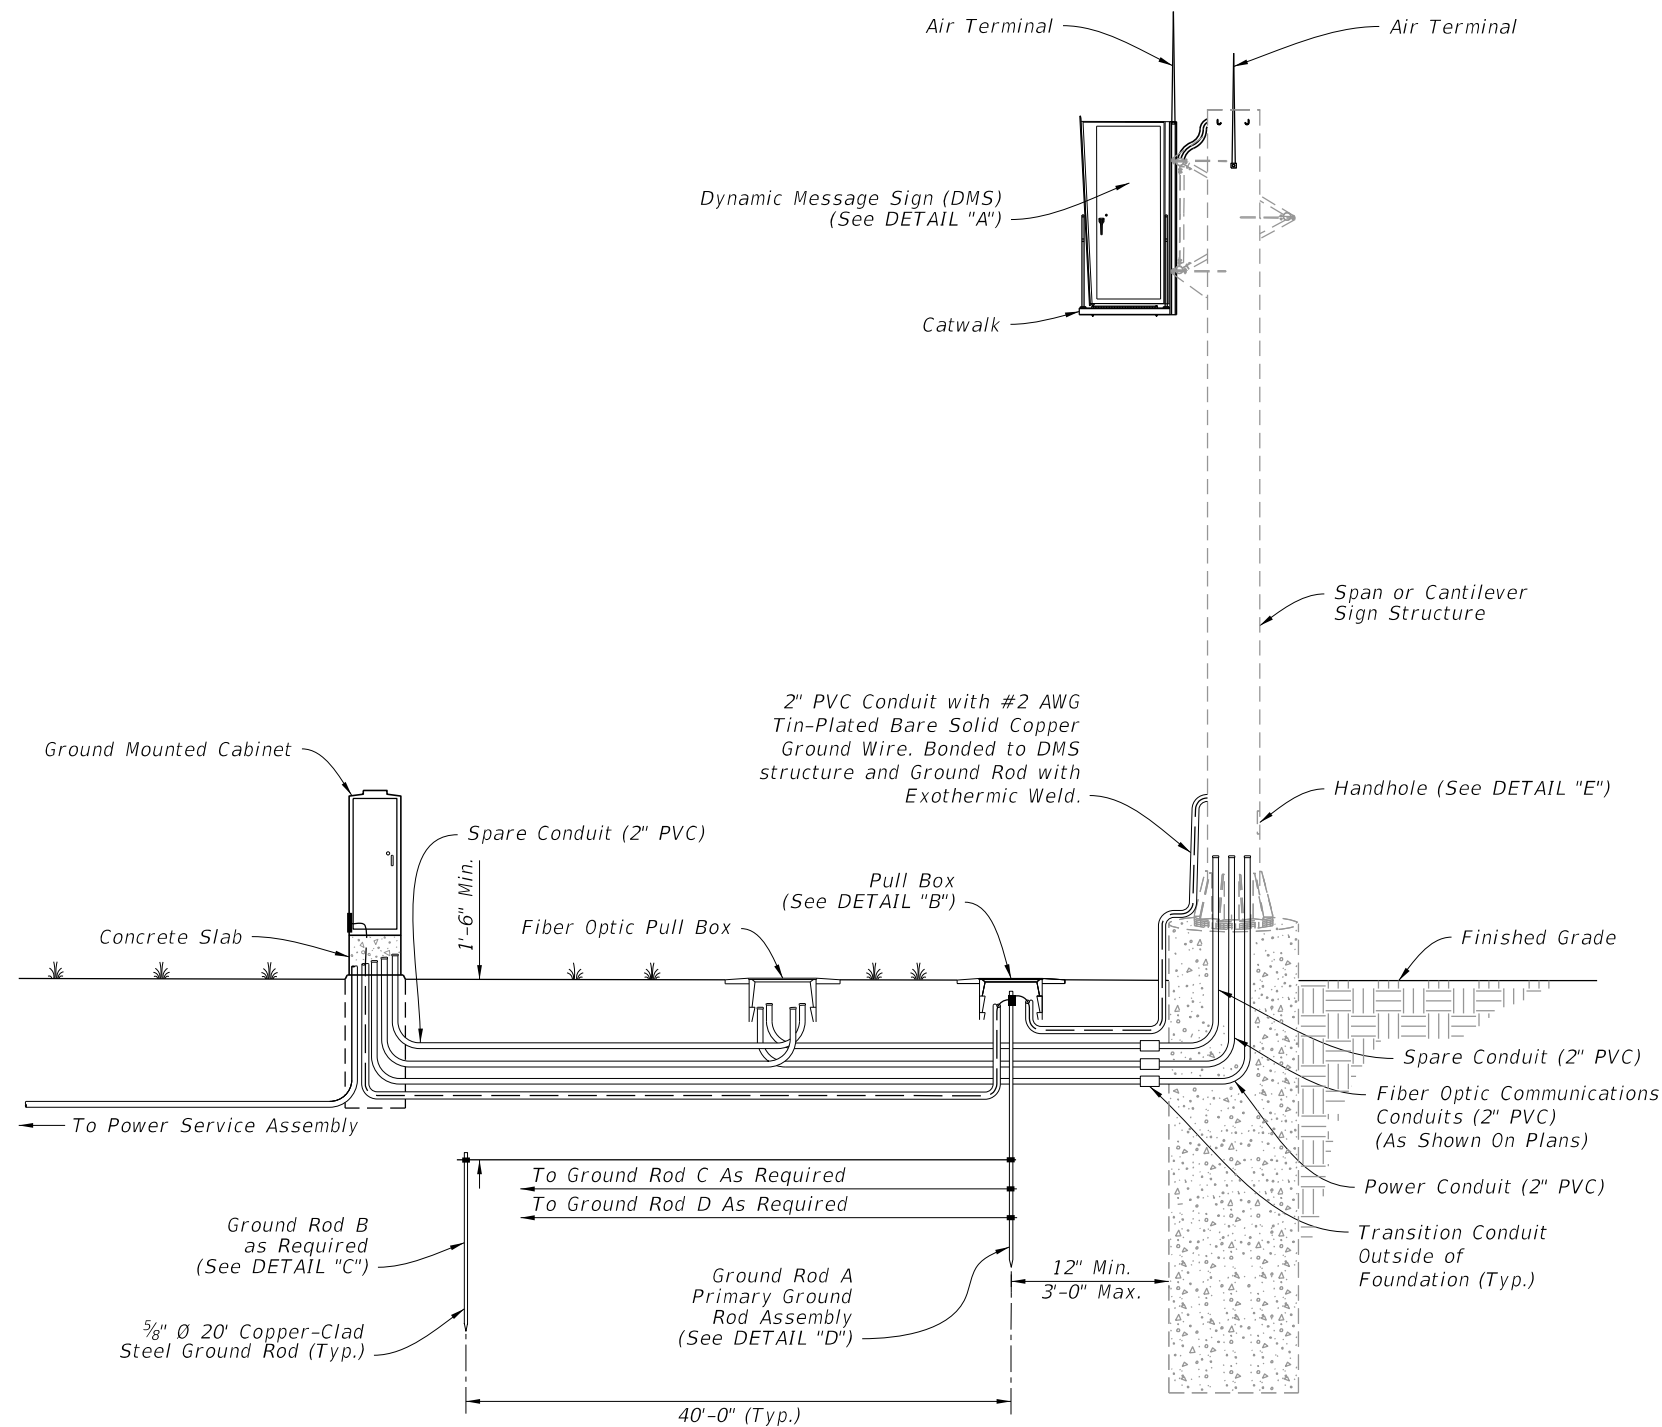 Air Terminal
Air Terminal
Dynamic Message Sign (DMS)
(See DETAIL "A")
Catwalk
Span or Cantilever
Sign Structure
2" PVC Conduit with #2 AWG
Tin-Plated Bare Solid Copper
Ground Wire. Bonded to DMS
structure and Ground Rod with
Exothermic Weld.
Ground Mounted Cabinet
Handhole (See DETAIL "E")
Spare Conduit (2" PVC)
1'-6" Min.
Pull Box
(See DETAIL "B")
Fiber Optic Pull Box
Concrete Slab
Finished Grade
Spare Conduit (2" PVC)
Fiber Optic Communications
Conduits (2" PVC)
(As Shown On Plans)
To Power Service Assembly
To Ground Rod C As Required
To Ground Rod D As Required
Power Conduit (2" PVC)
Ground Rod B
as Required
(See DETAIL "C")
Transition Conduit
Outside of
Foundation (Typ.)
Ground Rod A
Primary Ground
Rod Assembly
(See DETAIL "D")
12" Min.
3'-0" Max.
⅝" Ø 20' Copper-Clad
Steel Ground Rod (Typ.)
40'-0" (Typ.)